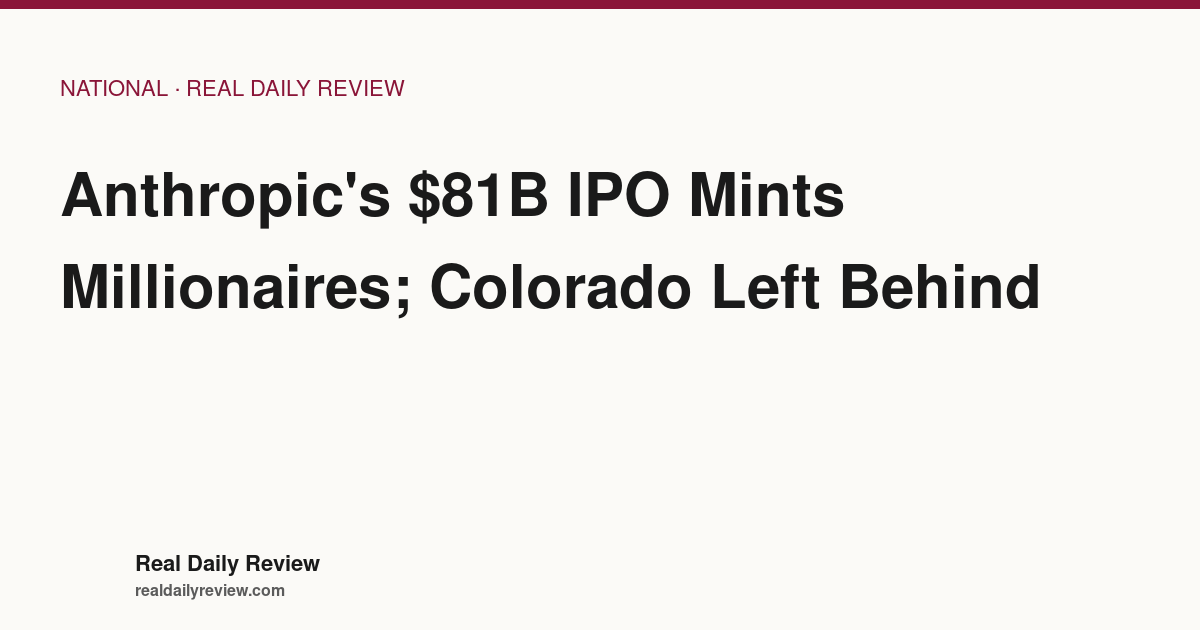 NATIONAL · REAL DAILY REVIEW
Anthropic's $81B IPO Mints
Millionaires; Colorado Left Behind
Real Daily Review
realdailyreview.com